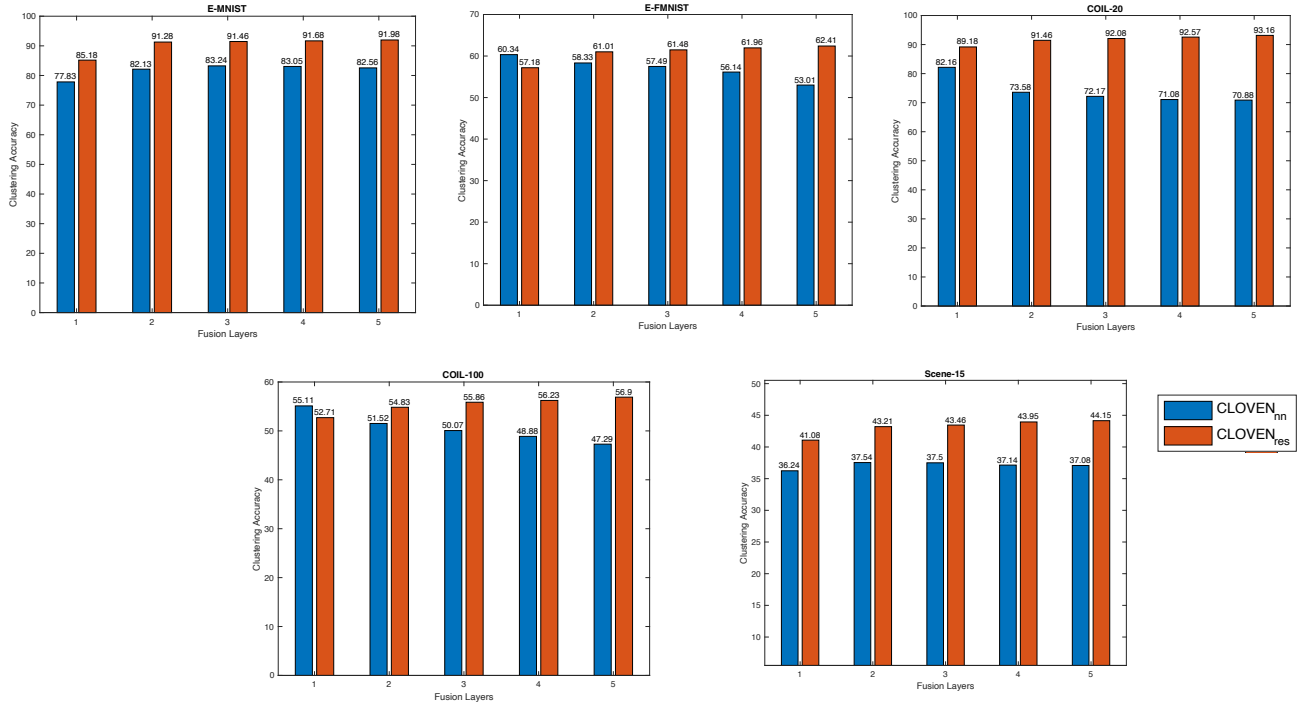 E-MNIST
100
90
80
70
60
50
40
30
20
10
0
Clustering Accuracy
77.83 85.18 82.13 91.28 83.24 91.46 83.05 91.68 82.56 91.98
1 2 3 4 5
Fusion Layers
E-FMNIST
70
60
50
40
30
20
10
0
Clustering Accuracy
60.34 57.18 58.33 61.01 57.49 61.48 56.14 61.96 53.01 62.41
1 2 3 4 5
Fusion Layers
COIL-20
100
90
80
70
60
50
40
30
20
10
0
Clustering Accuracy
82.16 89.18 73.58 91.46 72.17 92.08 71.08 92.57 70.88 93.16
1 2 3 4 5
Fusion Layers
COIL-100
60
50
40
30
20
10
0
Clustering Accuracy
55.11 52.71 51.52 54.83 50.07 55.86 48.88 56.23 47.29 56.9
1 2 3 4 5
Fusion Layers
Scene-15
50
45
40
35
30
25
20
15
10
Clustering Accuracy
36.24 41.08 37.54 43.21 37.5 43.46 37.14 43.95 37.08 44.15
1 2 3 4 5
Fusion Layers
CLOVENnn
CLOVENres